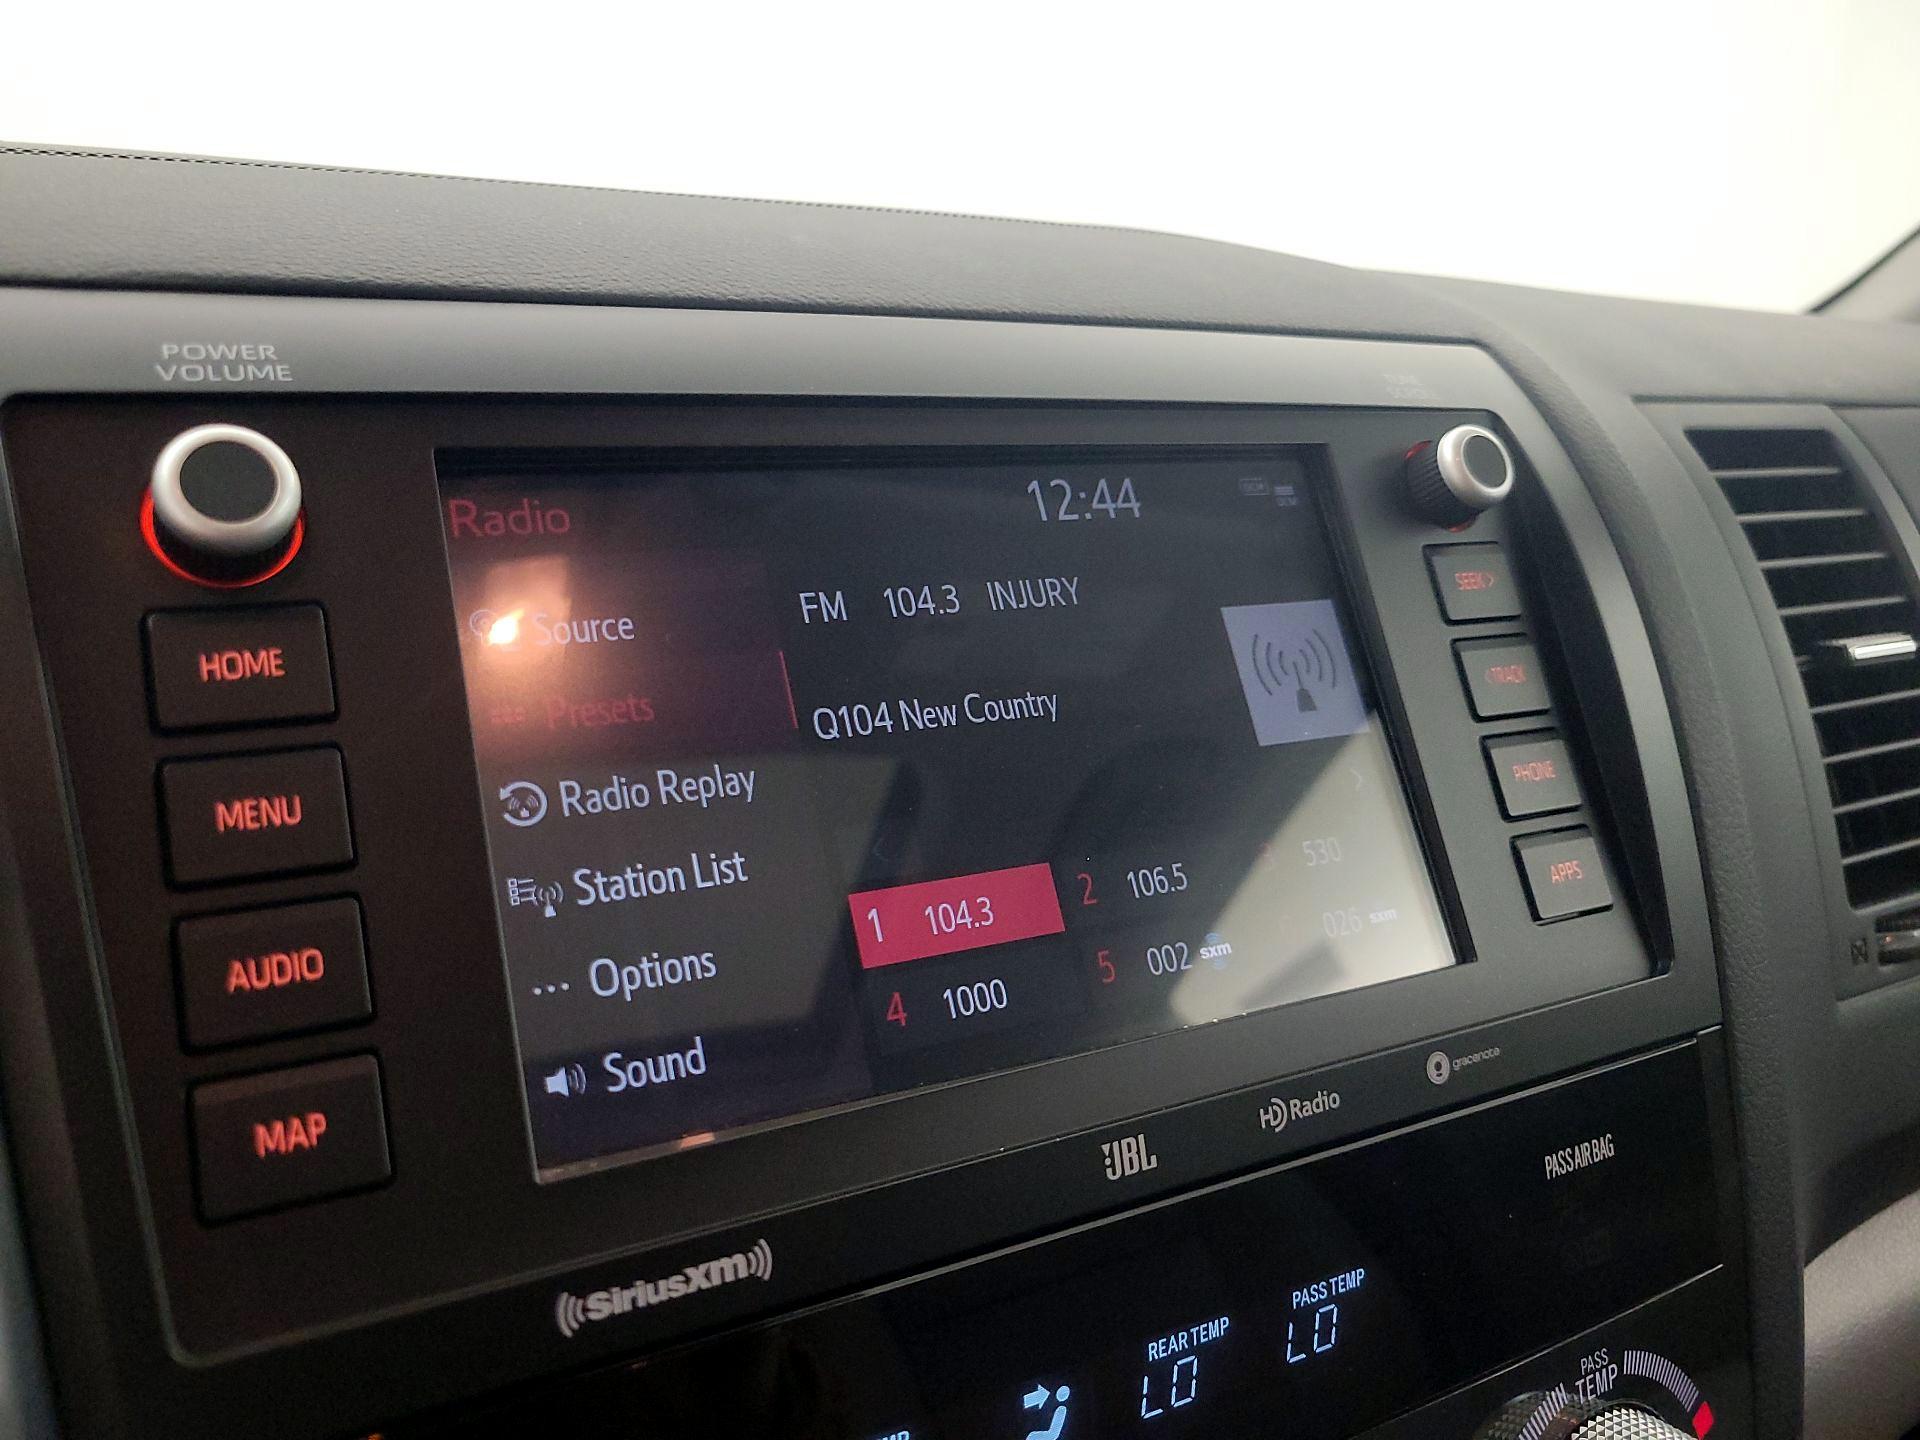 POWER
VOLUME
TUNE
SCROLL
Radio
12:44
Source
FM 104.3 INJURY
Presets
Q104 New Country
Radio Replay
Station List
1 104.3
2 106.5
3 530
Options
4 1000
5 002 sxm
026 sxm
Sound
HOME
MENU
AUDIO
MAP
SEEK>
<TRACK
PHONE
APPS
((SiriusXM))
JBL
HD Radio
gracenote
PASS AIR BAG
REAR TEMP
LO
PASS TEMP
LO
PASS
TEMP